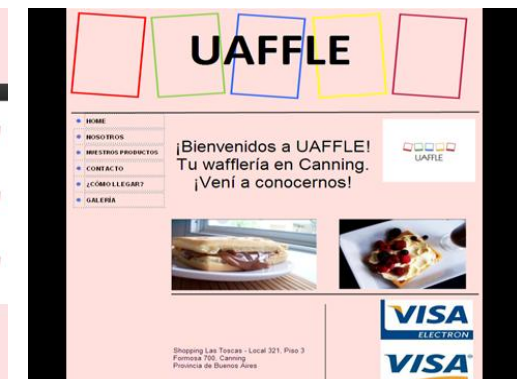 UAFFLE
HOME
NOSOTROS
NUESTROS PRODUCTOS
CONTACTO
¿CÓMO LLEGAR?
GALERÍA
¡Bienvenidos a UAFFLE!
Tu wafflería en Canning.
¡Vení a conocernos!
UAFFLE
VISA
ELECTRON
VISA
Shopping Las Toscas - Local 321, Piso 3
Formosa 700, Canning
Provincia de Buenos Aires